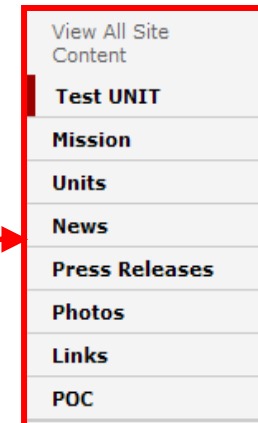 View All Site
Content
Test UNIT
Mission
Units
News
Press Releases
Photos
Links
POC